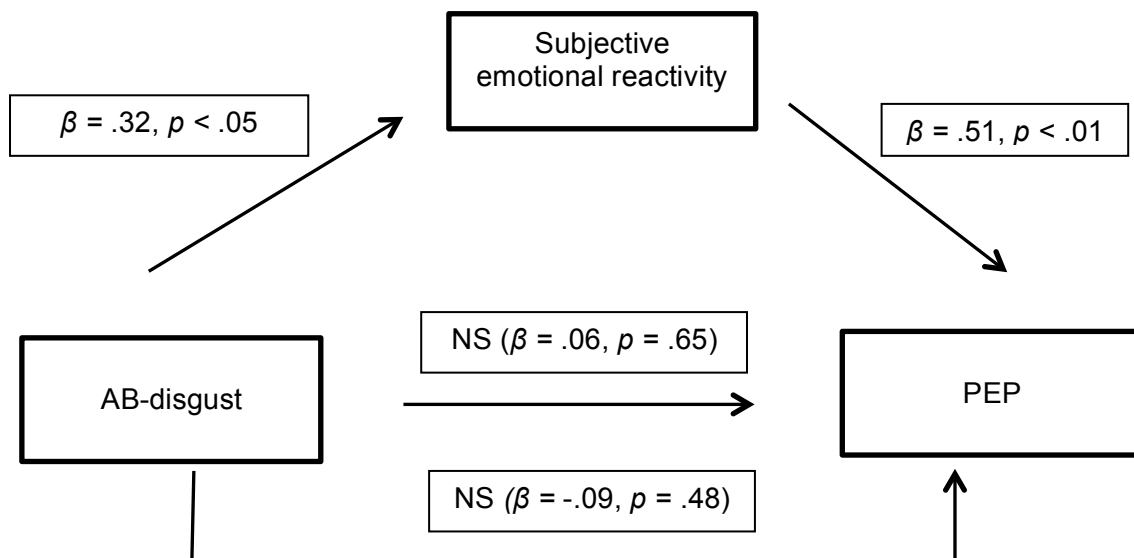 Subjective
emotional reactivity
β = .32, p < .05
β = .51, p < .01
NS (β = .06, p = .65)
AB-disgust
PEP
NS (β = -.09, p = .48)